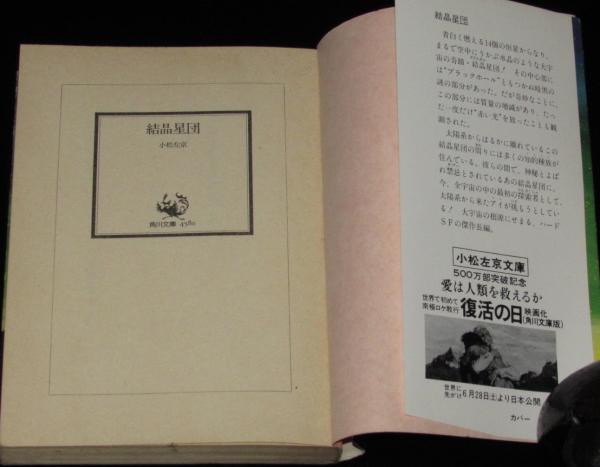 結晶星団
小松左京
角川文庫 4380
結晶星団
青白く燃える14個の恒星からなり、
まるで空中にうかぶ水晶のような大宇
宙の奇蹟・結晶星団! その中心部に
は“ブラックホール”ともつかぬ暗黒の
謎の部分があった。だが奇妙なことに、
この部分には質量の増減があり、たっ
た一度だけ“赤い光”を放ったことも観
測された。
太陽系からはるかに離れているこの
結晶星団の周りには多くの知的種族が
住んでいる。彼らの間で、神秘とよば
れ禁忌とされているあの結晶星団に、
今、全宇宙の中の最初の探索者として、
太陽系から来たアイが挑もうとしてい
る! 大宇宙の根源にせまる、ハード
SFの傑作長編。
小松左京文庫
500万部突破記念
愛は人類を救えるか
世界で初めて
南極ロケ敢行
復活の日
映画化
(角川文庫版)
世界に
先がけ
6月28日(土)より日本公開
カバー